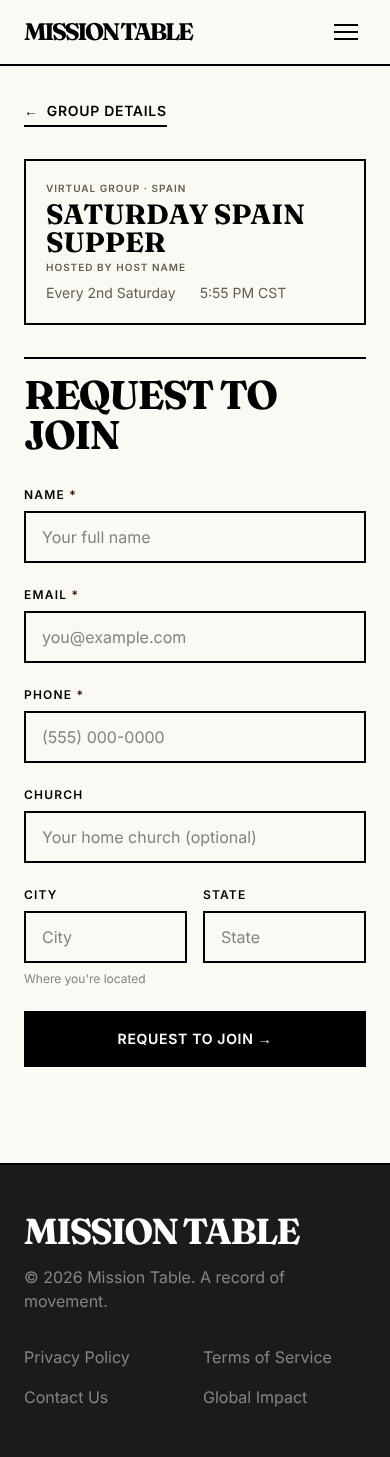 MISSION TABLE
← GROUP DETAILS
VIRTUAL GROUP · SPAIN
SATURDAY SPAIN
SUPPER
HOSTED BY HOST NAME
Every 2nd Saturday 5:55 PM CST
REQUEST TO
JOIN
NAME *
Your full name
EMAIL *
you@example.com
PHONE *
(555) 000-0000
CHURCH
Your home church (optional)
CITY STATE
City State
Where you're located
REQUEST TO JOIN →
MISSION TABLE
© 2026 Mission Table. A record of
movement.
Privacy Policy Terms of Service
Contact Us Global Impact